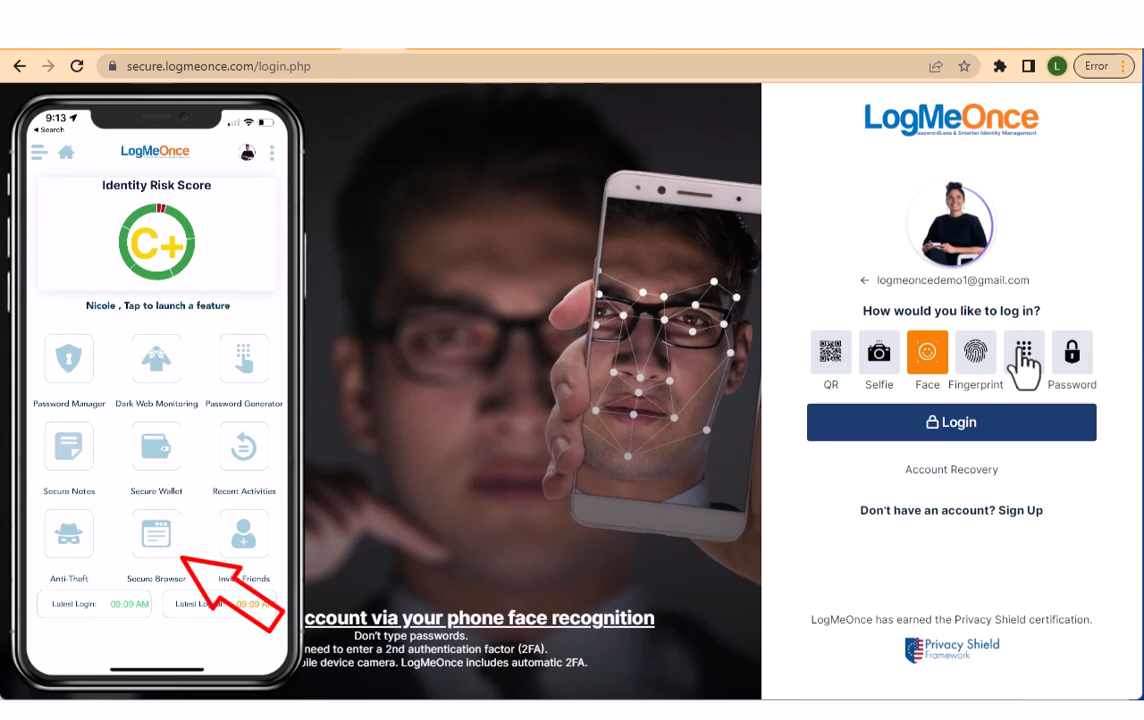 secure.logmeonce.com/login.php
L
Error
9:13
Search
LogMeOnce
Identity Risk Score
C+
Nicole , Tap to launch a feature
Password Manager
Dark Web Monitoring
Password Generator
Secure Notes
Secure Wallet
Recent Activities
Anti-Theft
Secure Browser
Friends
Latest Login: 09:09 AM
09:09
ccount via your phone face recognition
Don't type passwords.
need to enter a 2nd authentication factor (2FA).
device camera. LogMeOnce includes automatic 2FA.
LogMeOnce
PasswordLess & Smarter Identity Management
logmeoncedemo1@gmail.com
How would you like to log in?
QR
Selfie
Face
Fingerprint
Password
Login
Account Recovery
Don't have an account? Sign Up
LogMeOnce has earned the Privacy Shield certification.
Privacy Shield
Framework